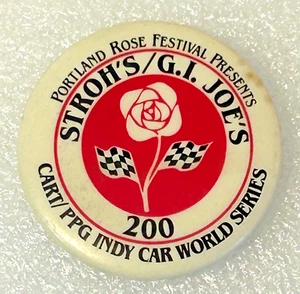 PORTLAND ROSE FESTIVAL PRESENTS
STROH'S/G.I. JOE'S
200
CART/PPG INDY CAR WORLD SERIES